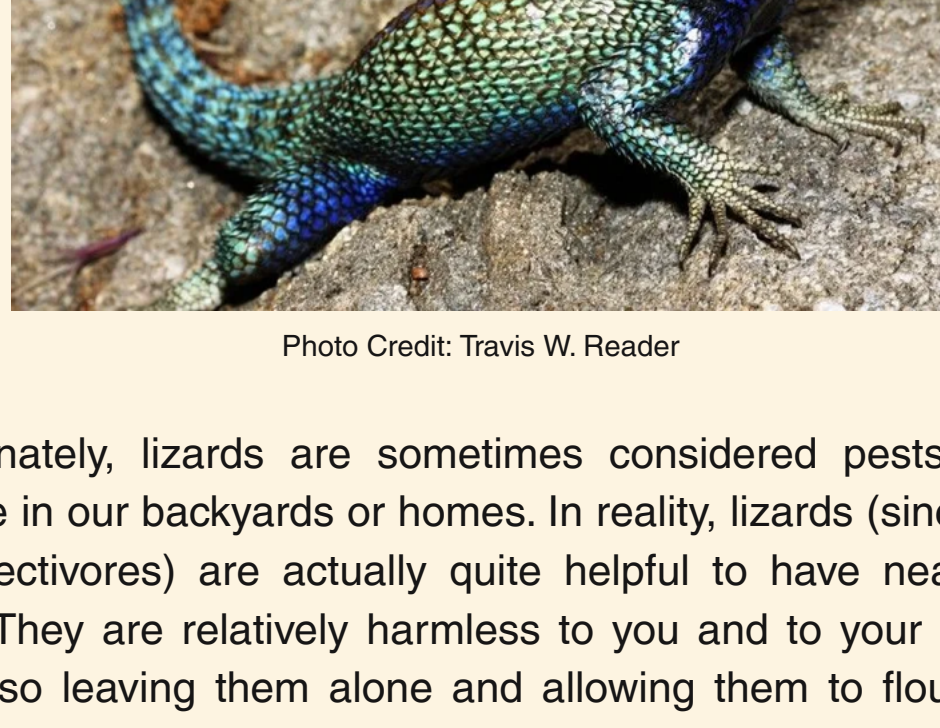 Photo Credit: Travis W. Reader
nately, lizards are sometimes considered pests
in our backyards or homes. In reality, lizards (sinc
ectivores) are actually quite helpful to have nea
They are relatively harmless to you and to your
so leaving them alone and allowing them to flou